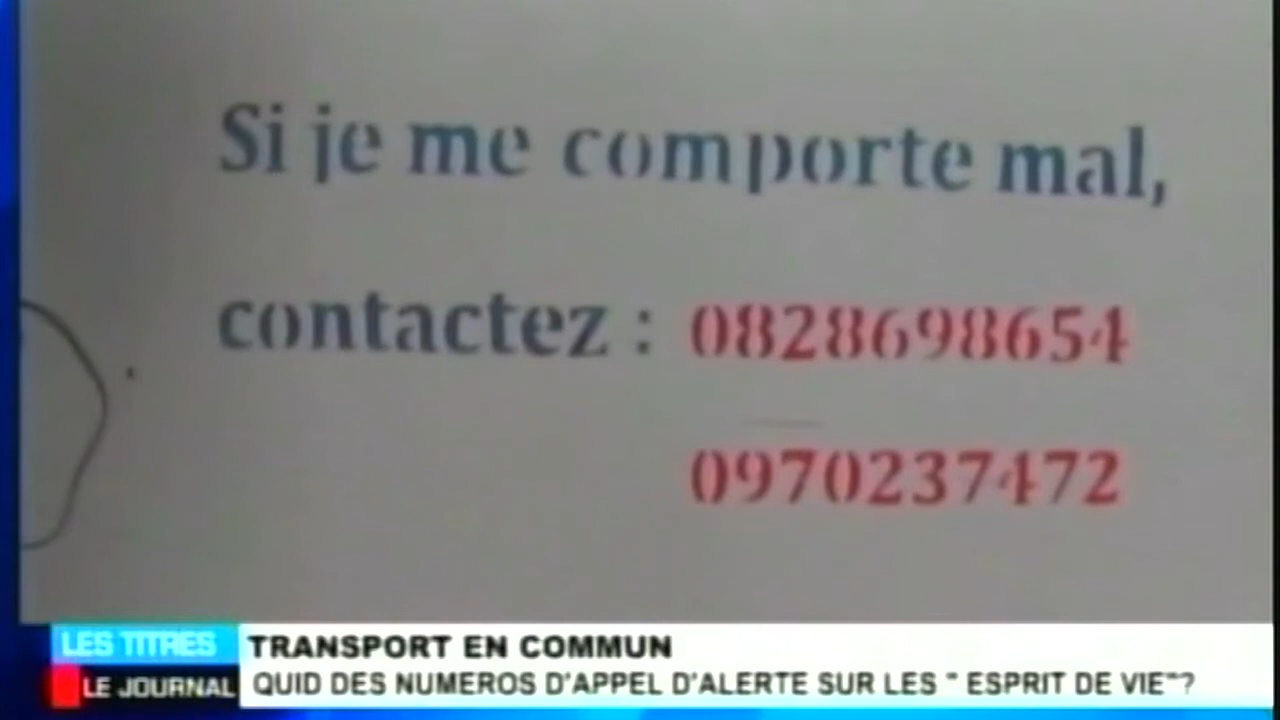 Si je me comporte mal,
contactez : 0828698654
0970237472
LES TITRES
TRANSPORT EN COMMUN
LE JOURNAL
QUID DES NUMEROS D'APPEL D'ALERTE SUR LES " ESPRIT DE VIE"?